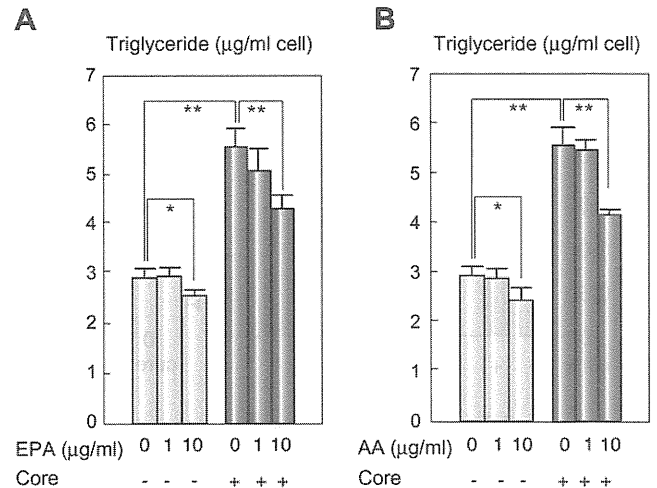 A
Triglyceride (µg/ml cell)
7
6
5
4
3
2
1
0
** **
*
EPA (µg/ml) 0 1 10 0 1 10
Core - - - + + +
B
Triglyceride (µg/ml cell)
7
6
5
4
3
2
1
0
** **
*
AA (µg/ml) 0 1 10 0 1 10
Core - - - + + +